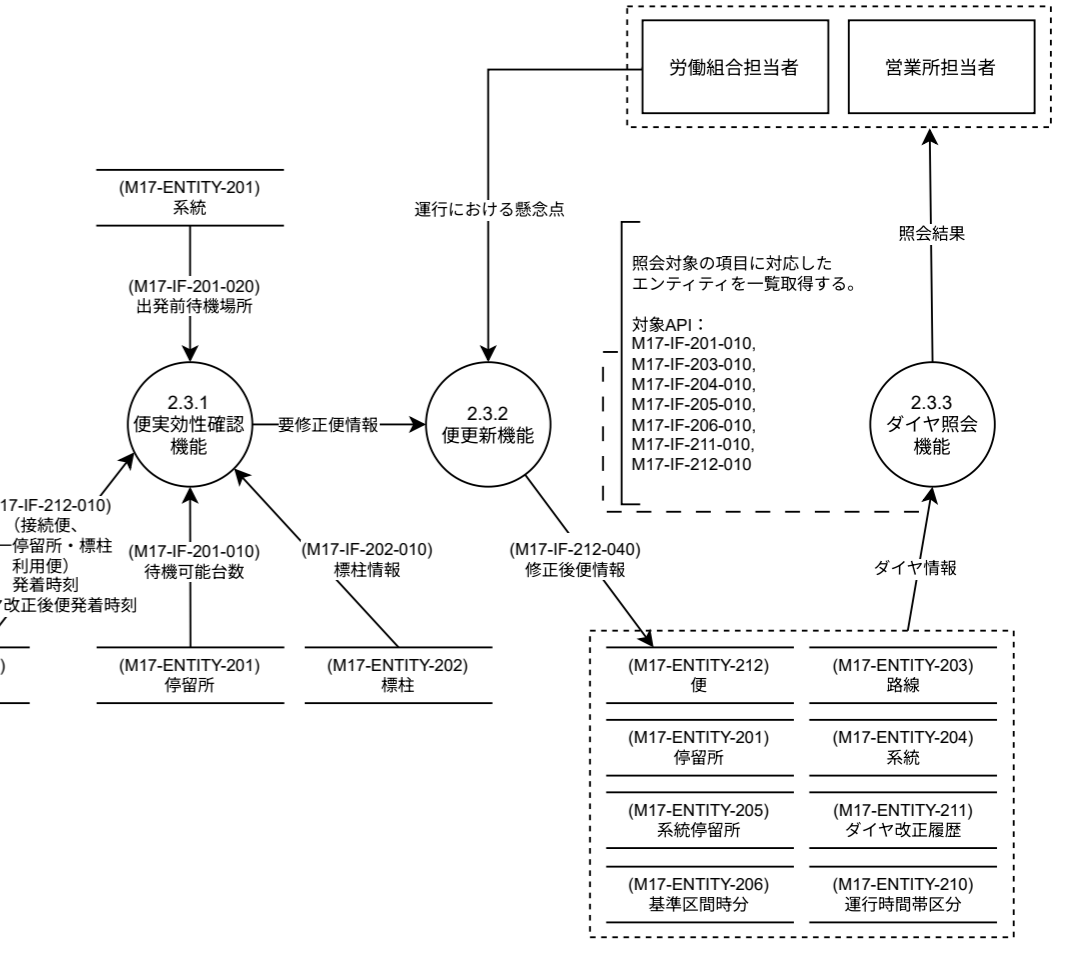 労働組合担当者
営業所担当者
(M17-ENTITY-201)
系統
運行における懸念点
照会結果
(M17-IF-201-020)
出発前待機場所
照会対象の項目に対応した
エンティティを一覧取得する。
対象API：
M17-IF-201-010,
M17-IF-203-010,
M17-IF-204-010,
M17-IF-205-010,
M17-IF-206-010,
M17-IF-211-010,
M17-IF-212-010
2.3.1
便実効性確認
機能
要修正便情報
2.3.2
便更新機能
2.3.3
ダイヤ照会
機能
17-IF-212-010)
（接続便、
一停留所・標柱
利用便）
発着時刻
改正後便発着時刻
(M17-IF-201-010)
待機可能台数
(M17-IF-202-010)
標柱情報
(M17-IF-212-040)
修正後便情報
ダイヤ情報
)
(M17-ENTITY-201)
停留所
(M17-ENTITY-202)
標柱
(M17-ENTITY-212)
便
(M17-ENTITY-203)
路線
(M17-ENTITY-201)
停留所
(M17-ENTITY-204)
系統
(M17-ENTITY-205)
系統停留所
(M17-ENTITY-211)
ダイヤ改正履歴
(M17-ENTITY-206)
基準区間時分
(M17-ENTITY-210)
運行時間帯区分